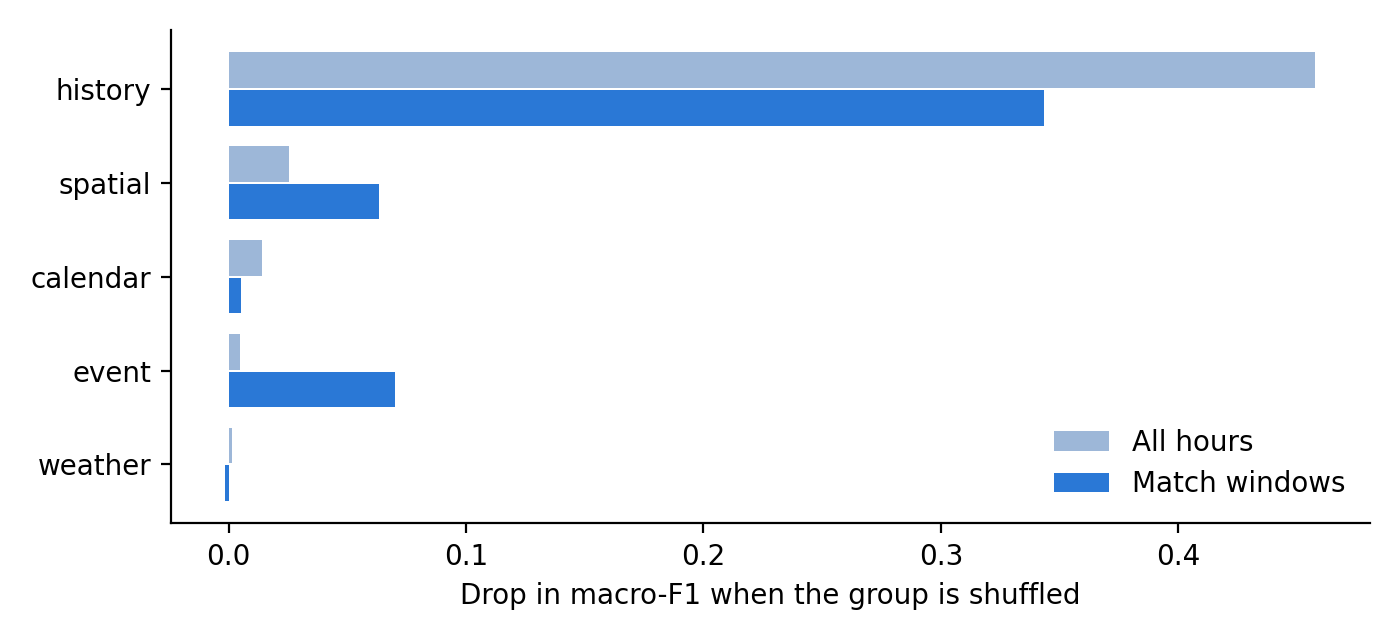 history
spatial
calendar
event
weather
All hours
Match windows
0.0 0.1 0.2 0.3 0.4
Drop in macro-F1 when the group is shuffled